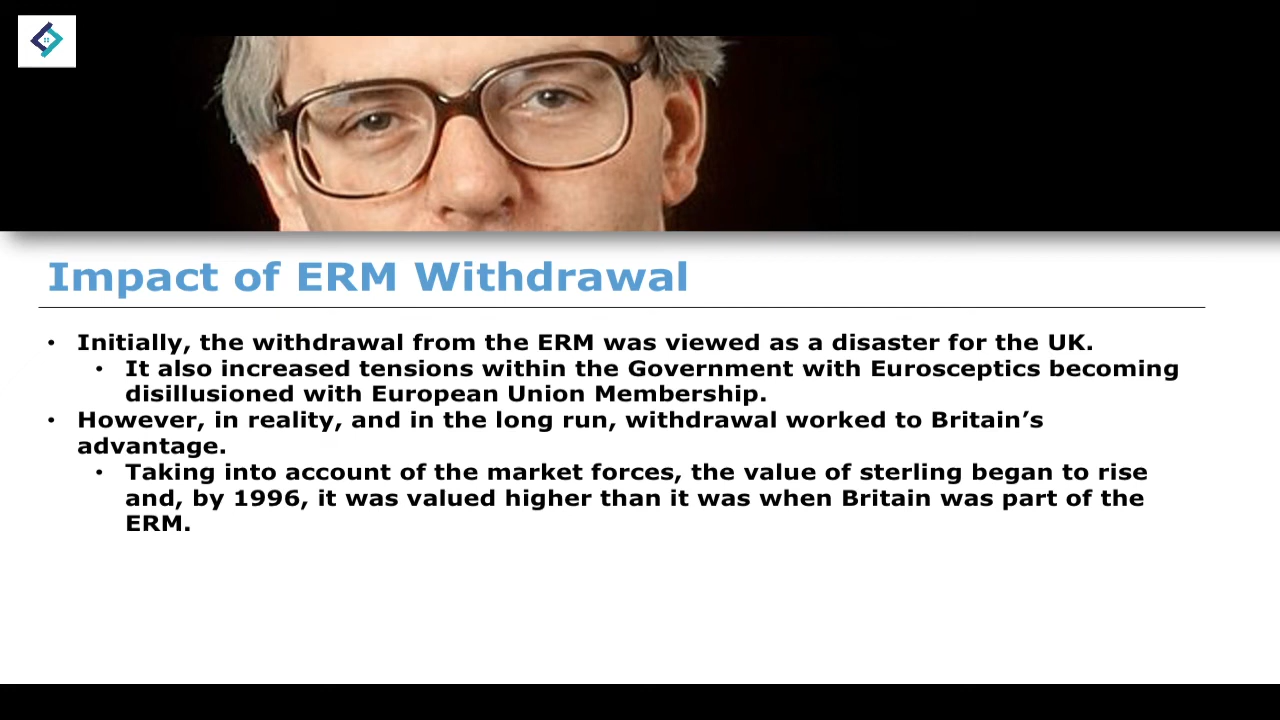 Impact of ERM Withdrawal
• Initially, the withdrawal from the ERM was viewed as a disaster for the UK.
• It also increased tensions within the Government with Eurosceptics becoming
disillusioned with European Union Membership.
• However, in reality, and in the long run, withdrawal worked to Britain’s
advantage.
• Taking into account of the market forces, the value of sterling began to rise
and, by 1996, it was valued higher than it was when Britain was part of the
ERM.